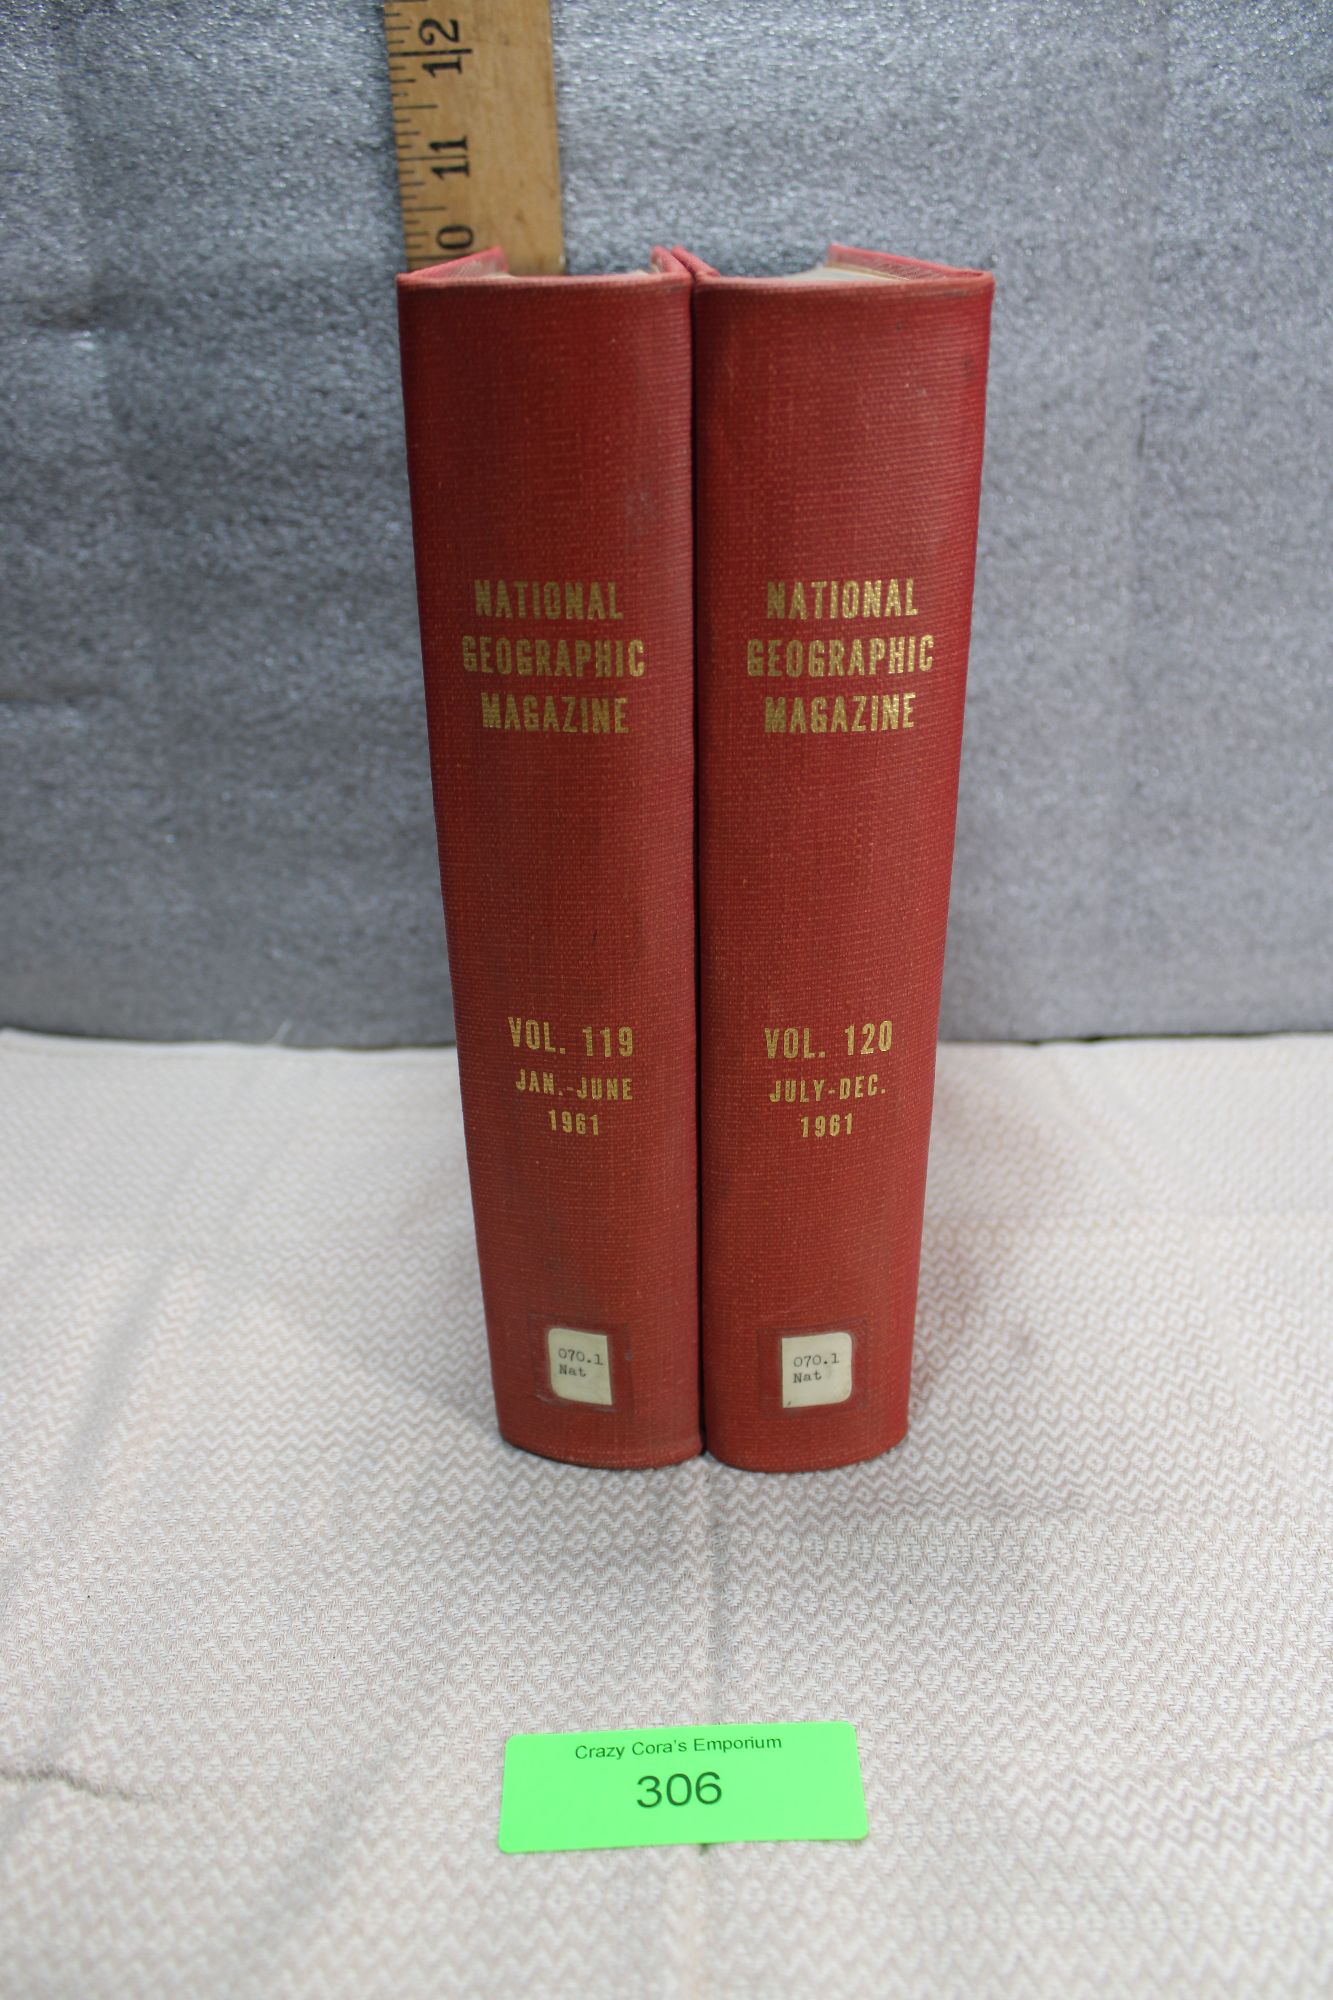 12
11
0
NATIONAL
GEOGRAPHIC
MAGAZINE
VOL. 119
JAN.-JUNE
1961
070.1
Nat
NATIONAL
GEOGRAPHIC
MAGAZINE
VOL. 120
JULY-DEC.
1961
070.1
Nat
Crazy Cora's Emporium
306